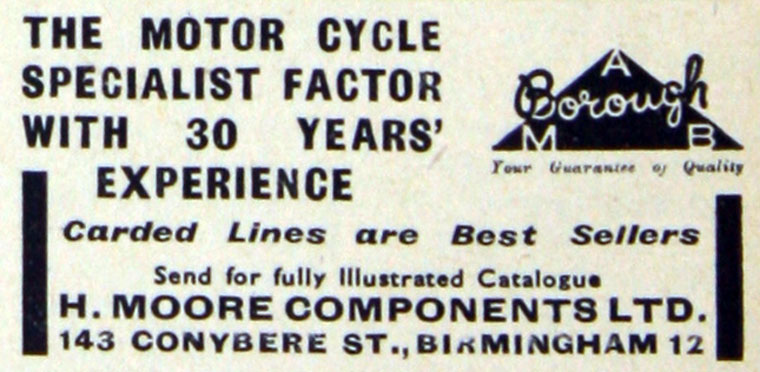 THE MOTOR CYCLE
SPECIALIST FACTOR
WITH 30 YEARS'
EXPERIENCE
A
Borough
M B
Your Guarantee of Quality
Carded Lines are Best Sellers
Send for fully Illustrated Catalogue
H. MOORE COMPONENTS LTD.
143 CONYBERE ST., BIRMINGHAM 12